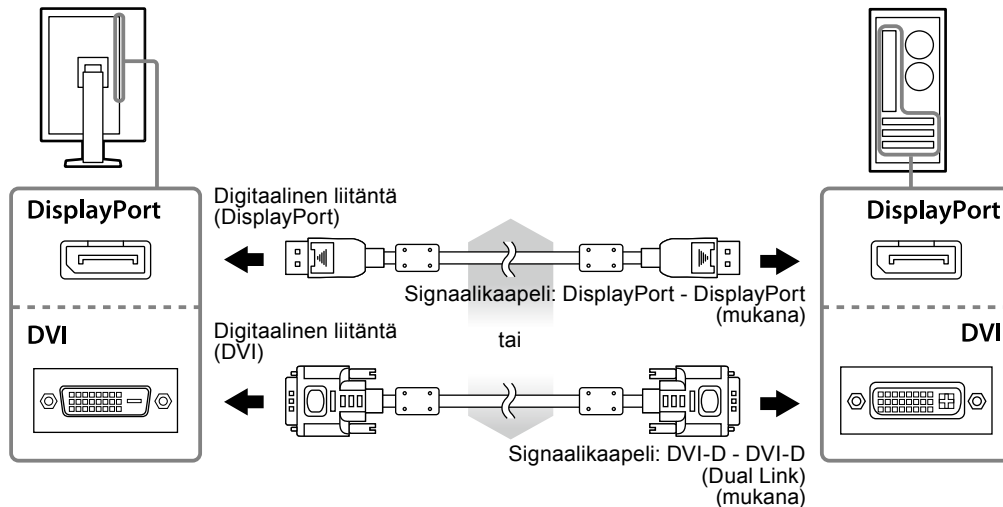 DisplayPort
Digitaalinen liitäntä
(DisplayPort)
DisplayPort
Signaalikaapeli: DisplayPort - DisplayPort
(mukana)
DVI
Digitaalinen liitäntä
(DVI)
tai
DVI
Signaalikaapeli: DVI-D - DVI-D
(Dual Link)
(mukana)